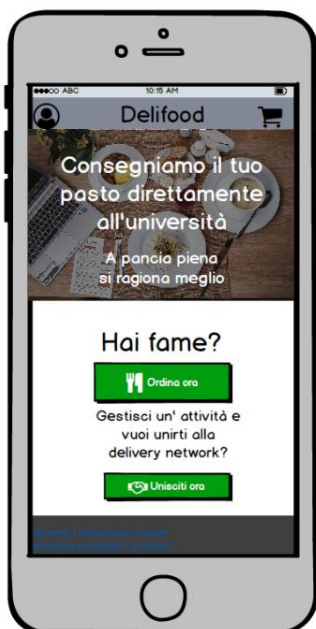 ABC 10:15 AM
Delifood
Consegniamo il tuo
pasto direttamente
all'università
A pancia piena
si ragiona meglio
Hai fame?
Ordina ora
Gestisci un' attività e
vuoi unirti alla
delivery network?
Unisciti ora